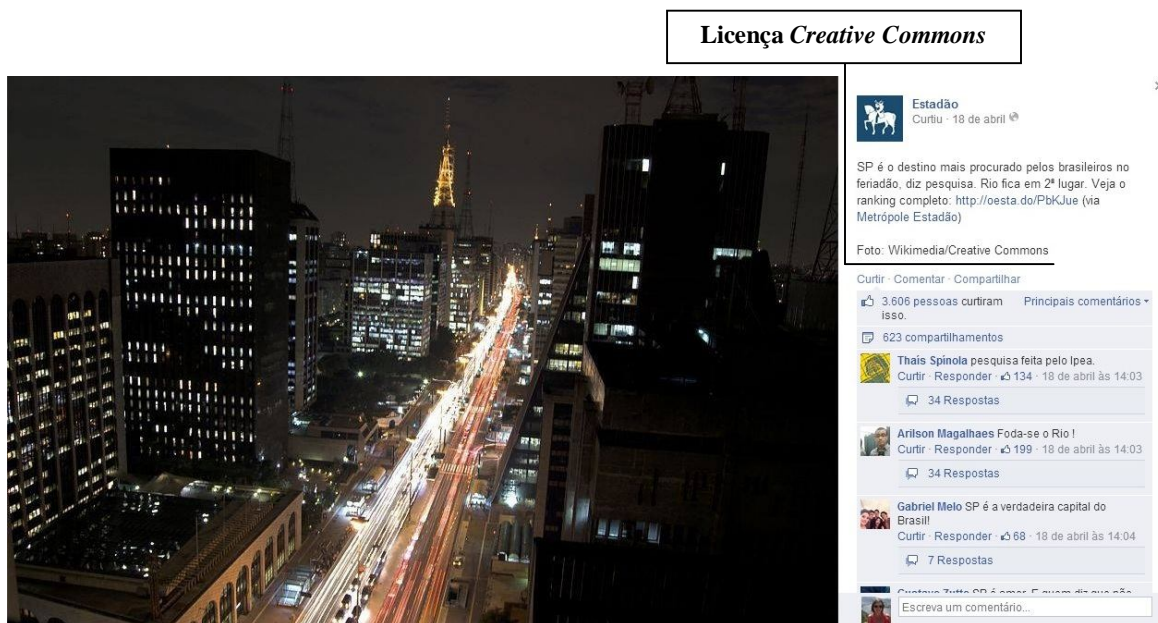 Licença Creative Commons
Estadão
Curtiu · 18 de abril
SP é o destino mais procurado pelos brasileiros no
feriadão, diz pesquisa. Rio fica em 2º lugar. Veja o
ranking completo: http://oesta.do/PbKJue (via
Metrópole Estadão)
Foto: Wikimedia/Creative Commons
Curtir · Comentar · Compartilhar
3.606 pessoas curtiram
isso.
Principais comentários
623 compartilhamentos
Thaís Spínola pesquisa feita pelo Ipea.
Curtir · Responder · 134 · 18 de abril às 14:03
34 Respostas
Arilson Magalhaes Foda-se o Rio !
Curtir · Responder · 199 · 18 de abril às 14:03
34 Respostas
Gabriel Melo SP é a verdadeira capital do
Brasil!
Curtir · Responder · 68 · 18 de abril às 14:04
7 Respostas
Escreva um comentário...